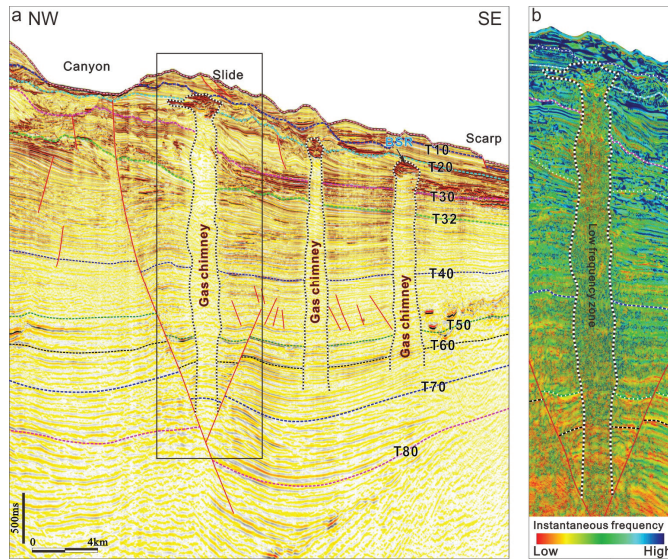 a NW
SE
b
Canyon
Slide
BSR
T10
Scarp
T20
T30
T32
Gas chimney
Gas chimney
Gas chimney
Low frequency zone
T40
T50
T60
T70
T80
500ms
0 4km
Instantaneous frequency
Low High